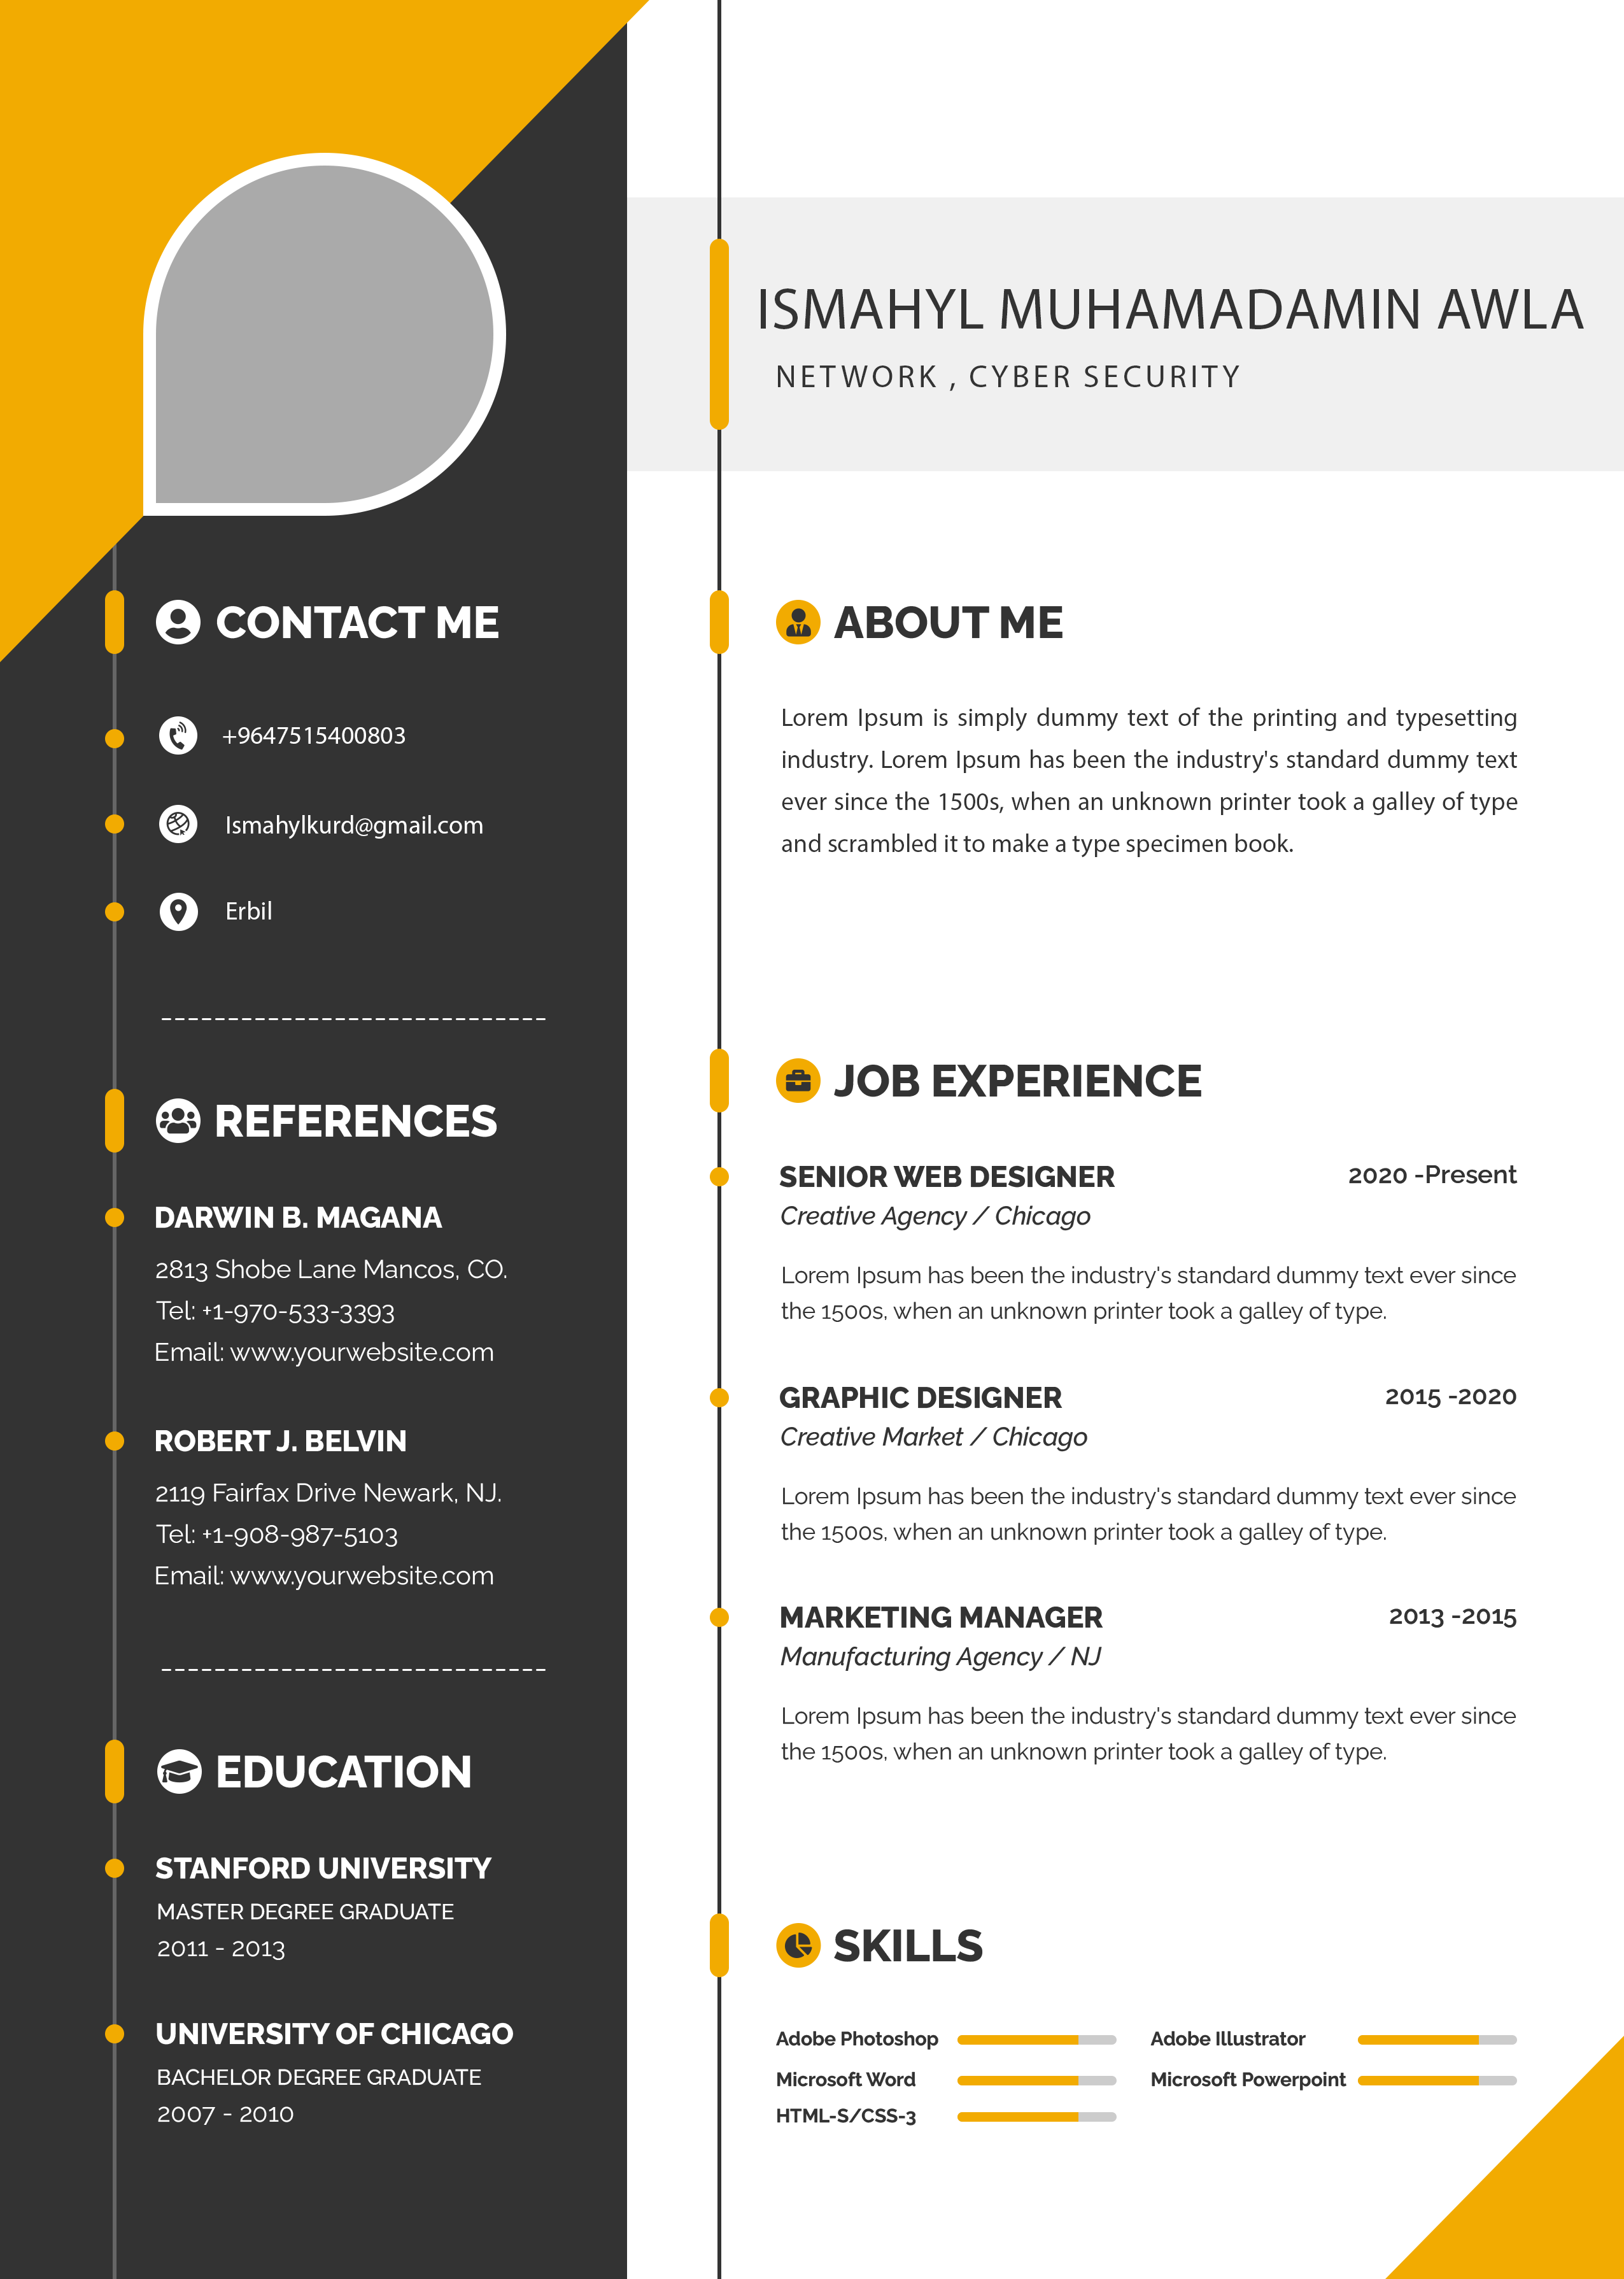 ISMAHYL MUHAMADAMIN AWLA
NETWORK , CYBER SECURITY
CONTACT ME
+9647515400803
Ismahylkurd@gmail.com
Erbil
REFERENCES
DARWIN B. MAGANA
2813 Shobe Lane Mancos, CO.
Tel: +1-970-533-3393
Email: www.yourwebsite.com
ROBERT J. BELVIN
2119 Fairfax Drive Newark, NJ.
Tel: +1-908-987-5103
Email: www.yourwebsite.com
EDUCATION
STANFORD UNIVERSITY
MASTER DEGREE GRADUATE
2011 - 2013
UNIVERSITY OF CHICAGO
BACHELOR DEGREE GRADUATE
2007 - 2010
ABOUT ME
Lorem Ipsum is simply dummy text of the printing and typesetting
industry. Lorem Ipsum has been the industry's standard dummy text
ever since the 1500s, when an unknown printer took a galley of type
and scrambled it to make a type specimen book.
JOB EXPERIENCE
SENIOR WEB DESIGNER 2020 -Present
Creative Agency / Chicago
Lorem Ipsum has been the industry's standard dummy text ever since
the 1500s, when an unknown printer took a galley of type.
GRAPHIC DESIGNER 2015 -2020
Creative Market / Chicago
Lorem Ipsum has been the industry's standard dummy text ever since
the 1500s, when an unknown printer took a galley of type.
MARKETING MANAGER 2013 -2015
Manufacturing Agency / NJ
Lorem Ipsum has been the industry's standard dummy text ever since
the 1500s, when an unknown printer took a galley of type.
SKILLS
Adobe Photoshop Adobe Illustrator
Microsoft Word Microsoft Powerpoint
HTML-S/CSS-3